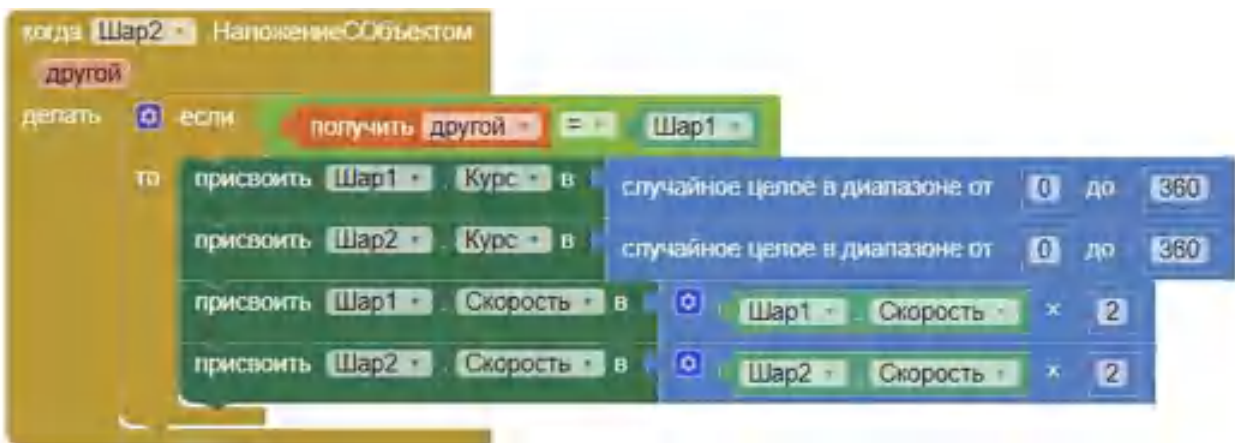 когда Шар2 .НаложениеСОбъектом
другой
делать если получить другой = Шар1
то присвоить Шар1 . Курс в случайное целое в диапазоне от 0 до 360
присвоить Шар2 . Курс в случайное целое в диапазоне от 0 до 360
присвоить Шар1 . Скорость в Шар1 . Скорость × 2
присвоить Шар2 . Скорость в Шар2 . Скорость × 2